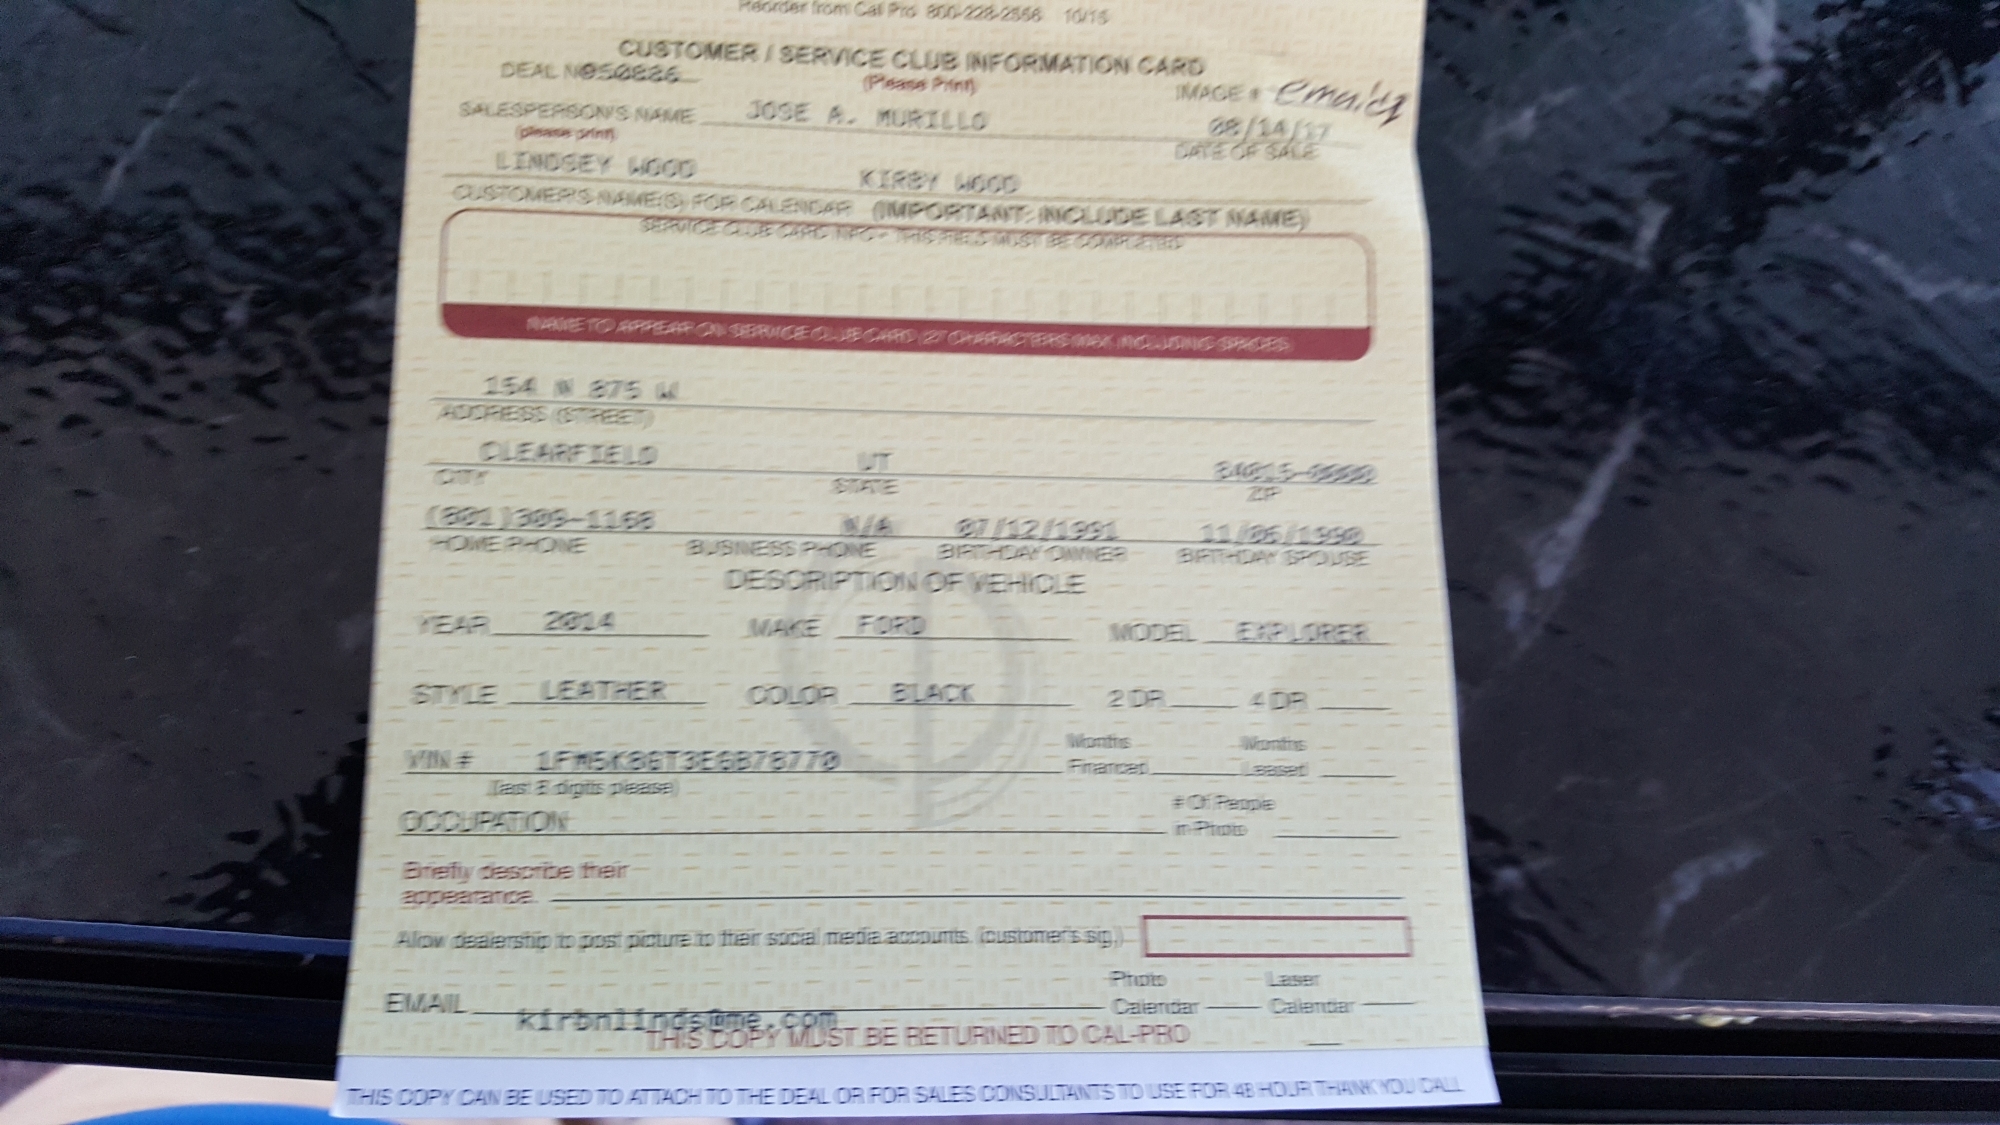 Reorder from Cal Pro 800-228-2556 10/15
CUSTOMER / SERVICE CLUB INFORMATION CARD
DEAL N 050826 (Please Print) IMAGE #
SALESPERSON'S NAME JOSE A. MURILLO 08/14/17
(please print) DATE OF SALE
LINDSEY WOOD KIRBY WOOD
CUSTOMER'S NAME(S) FOR CALENDAR (IMPORTANT: INCLUDE LAST NAME)
SERVICE CLUB CARD INFO - THIS FIELD MUST BE COMPLETED
NAME TO APPEAR ON SERVICE CLUB CARD (27 CHARACTERS MAX. INCLUDING SPACES)
154 N 875 W
ADDRESS (STREET)
CLEARFIELD UT 84015-0000
CITY STATE ZIP
(801)309-1168 N/A 07/12/1991 11/06/1990
HOME PHONE BUSINESS PHONE BIRTHDAY OWNER BIRTHDAY SPOUSE
DESCRIPTION OF VEHICLE
YEAR 2014 MAKE FORD MODEL EXPLORER
STYLE LEATHER COLOR BLACK 2 DR 4 DR
VIN # Months Financed Months Leased
(last 8 digits please)
OCCUPATION # Of People in Photo
Briefly describe their
appearance.
Allow dealership to post picture to their social media accounts. (customer's sig.)
EMAIL kirbnlinds@me.com Photo Calendar Laser Calendar
THIS COPY MUST BE RETURNED TO CAL-PRO
THIS COPY CAN BE USED TO ATTACH TO THE DEAL OR FOR SALES CONSULTANTS TO USE FOR 48 HOUR THANK YOU CALL